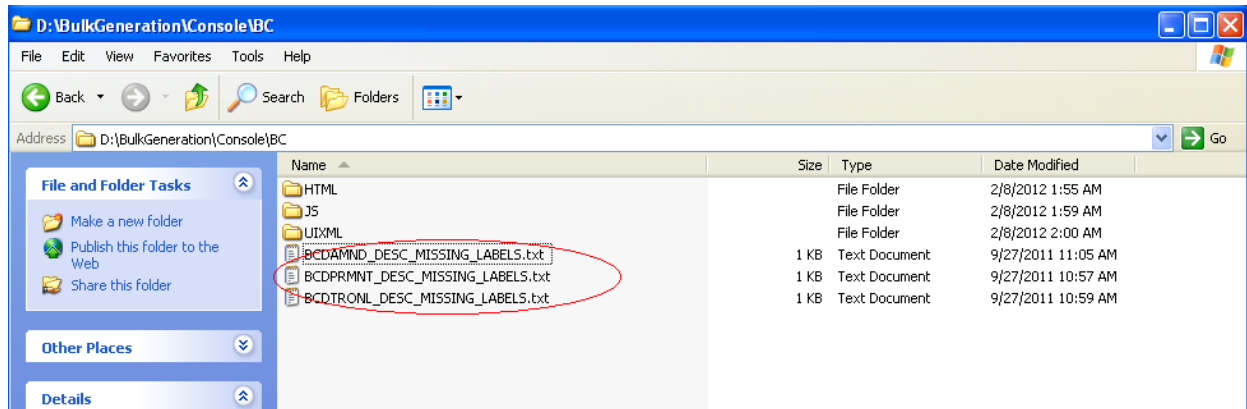 D:\BulkGeneration\Console\BC
File Edit View Favorites Tools Help
Back Search Folders
Address D:\BulkGeneration\Console\BC Go
Name Size Type Date Modified
File and Folder Tasks
Make a new folder
Publish this folder to the
Web
Share this folder
Other Places
Details
HTML File Folder 2/8/2012 1:55 AM
JS File Folder 2/8/2012 1:59 AM
UIXML File Folder 2/8/2012 2:00 AM
BCDAMND_DESC_MISSING_LABELS.txt 1 KB Text Document 9/27/2011 11:05 AM
BCDPRMNT_DESC_MISSING_LABELS.txt 1 KB Text Document 9/27/2011 10:57 AM
BCDTRONL_DESC_MISSING_LABELS.txt 1 KB Text Document 9/27/2011 10:59 AM